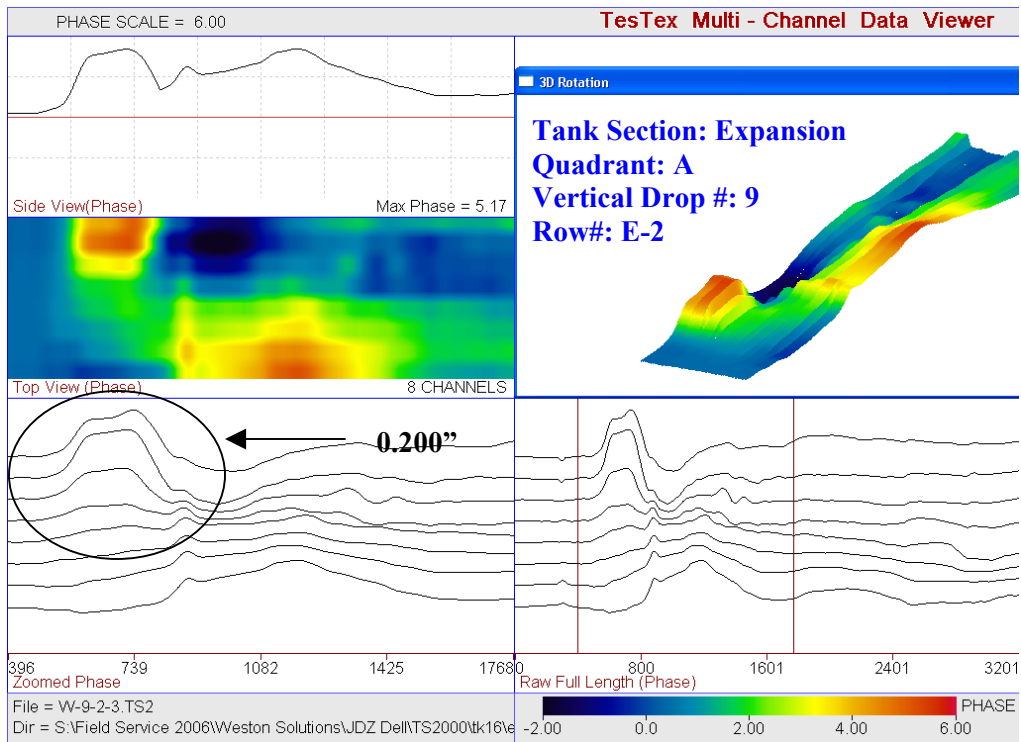 PHASE SCALE = 6.00
TesTex Multi - Channel Data Viewer
3D Rotation
Tank Section: Expansion
Quadrant: A
Vertical Drop #: 9
Row#: E-2
Side View(Phase)
Max Phase = 5.17
Top View (Phase)
8 CHANNELS
0.200”
396 739 1082 1425 1768
Zoomed Phase
0 800 1601 2401 3201
Raw Full Length (Phase)
File = W-9-2-3.TS2
Dir = S:\Field Service 2006\Weston Solutions\JDZ Dell\TS2000\tk16\e
PHASE
-2.00 0.0 2.00 4.00 6.00